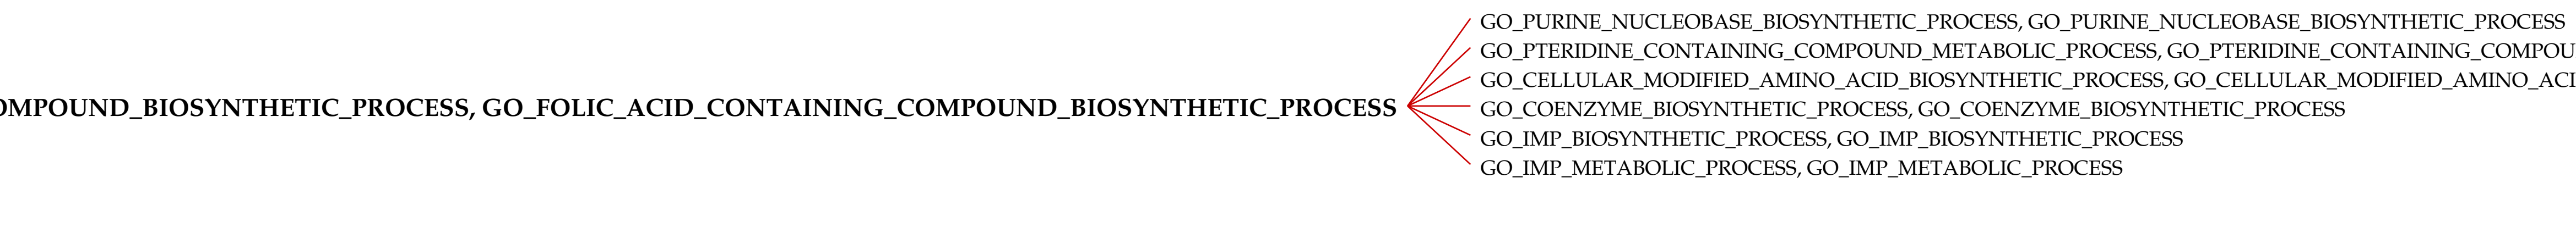 GO_PURINE_NUCLEOBASE_BIOSYNTHETIC_PROCESS, GO_PURINE_NUCLEOBASE_BIOSYNTHETIC_PROCESS
GO_PTERIDINE_CONTAINING_COMPOUND_METABOLIC_PROCESS, GO_PTERIDINE_CONTAINING_COMPOU
GO_CELLULAR_MODIFIED_AMINO_ACID_BIOSYNTHETIC_PROCESS, GO_CELLULAR_MODIFIED_AMINO_ACI
OMPOUND_BIOSYNTHETIC_PROCESS, GO_FOLIC_ACID_CONTAINING_COMPOUND_BIOSYNTHETIC_PROCESS
GO_COENZYME_BIOSYNTHETIC_PROCESS, GO_COENZYME_BIOSYNTHETIC_PROCESS
GO_IMP_BIOSYNTHETIC_PROCESS, GO_IMP_BIOSYNTHETIC_PROCESS
GO_IMP_METABOLIC_PROCESS, GO_IMP_METABOLIC_PROCESS